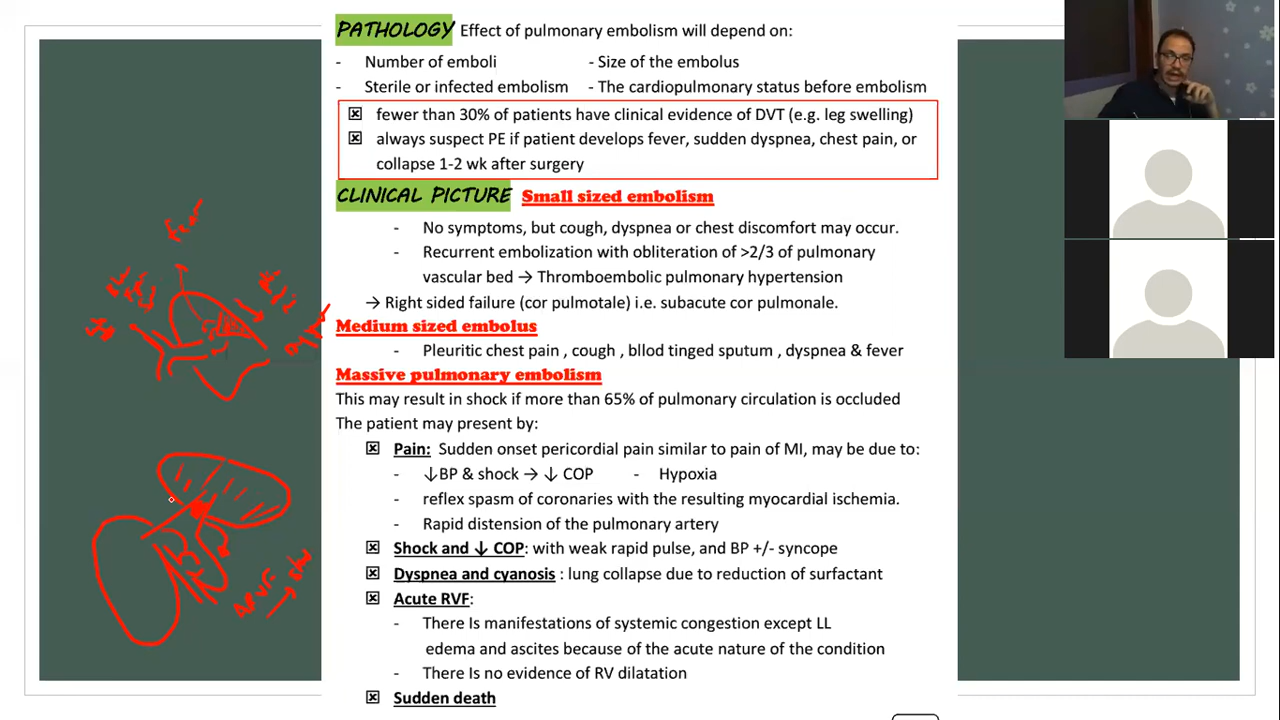 PATHOLOGY Effect of pulmonary embolism will depend on:
- Number of emboli - Size of the embolus
- Sterile or infected embolism - The cardiopulmonary status before embolism
☒ fewer than 30% of patients have clinical evidence of DVT (e.g. leg swelling)
☒ always suspect PE if patient develops fever, sudden dyspnea, chest pain, or
collapse 1-2 wk after surgery
CLINICAL PICTURE Small sized embolism
- No symptoms, but cough, dyspnea or chest discomfort may occur.
- Recurrent embolization with obliteration of >2/3 of pulmonary
vascular bed → Thromboembolic pulmonary hypertension
→ Right sided failure (cor pulmotale) i.e. subacute cor pulmonale.
Medium sized embolus
- Pleuritic chest pain , cough , bllod tinged sputum , dyspnea & fever
Massive pulmonary embolism
This may result in shock if more than 65% of pulmonary circulation is occluded
The patient may present by:
☒ Pain: Sudden onset pericordial pain similar to pain of MI, may be due to:
- ↓BP & shock → ↓ COP - Hypoxia
- reflex spasm of coronaries with the resulting myocardial ischemia.
- Rapid distension of the pulmonary artery
☒ Shock and ↓ COP: with weak rapid pulse, and BP +/- syncope
☒ Dyspnea and cyanosis : lung collapse due to reduction of surfactant
☒ Acute RVF:
- There Is manifestations of systemic congestion except LL
edema and ascites because of the acute nature of the condition
- There Is no evidence of RV dilatation
☒ Sudden death